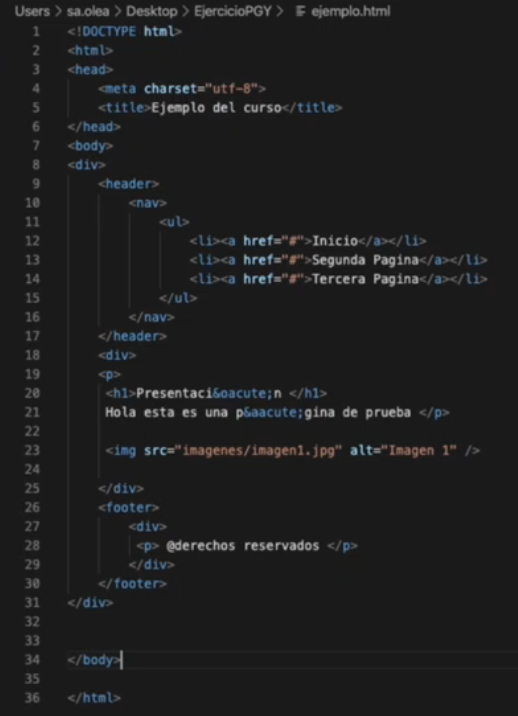 Users > sa.olea > Desktop > EjercicioPGY > ejemplo.html
1 <!DOCTYPE html>
2 <html>
3 <head>
4 <meta charset="utf-8">
5 <title>Ejemplo del curso</title>
6 </head>
7 <body>
8 <div>
9 <header>
10 <nav>
11 <ul>
12 <li><a href="#">Inicio</a></li>
13 <li><a href="#">Segunda Pagina</a></li>
14 <li><a href="#">Tercera Pagina</a></li>
15 </ul>
16 </nav>
17 </header>
18 <div>
19 <p>
20 <h1>Presentaci&oacute;n </h1>
21 Hola esta es una p&aacute;gina de prueba </p>
22
23 <img src="imagenes/imagen1.jpg" alt="Imagen 1" />
24
25 </div>
26 <footer>
27 <div>
28 <p> @derechos reservados </p>
29 </div>
30 </footer>
31 </div>
32
33
34 </body>
35
36 </html>